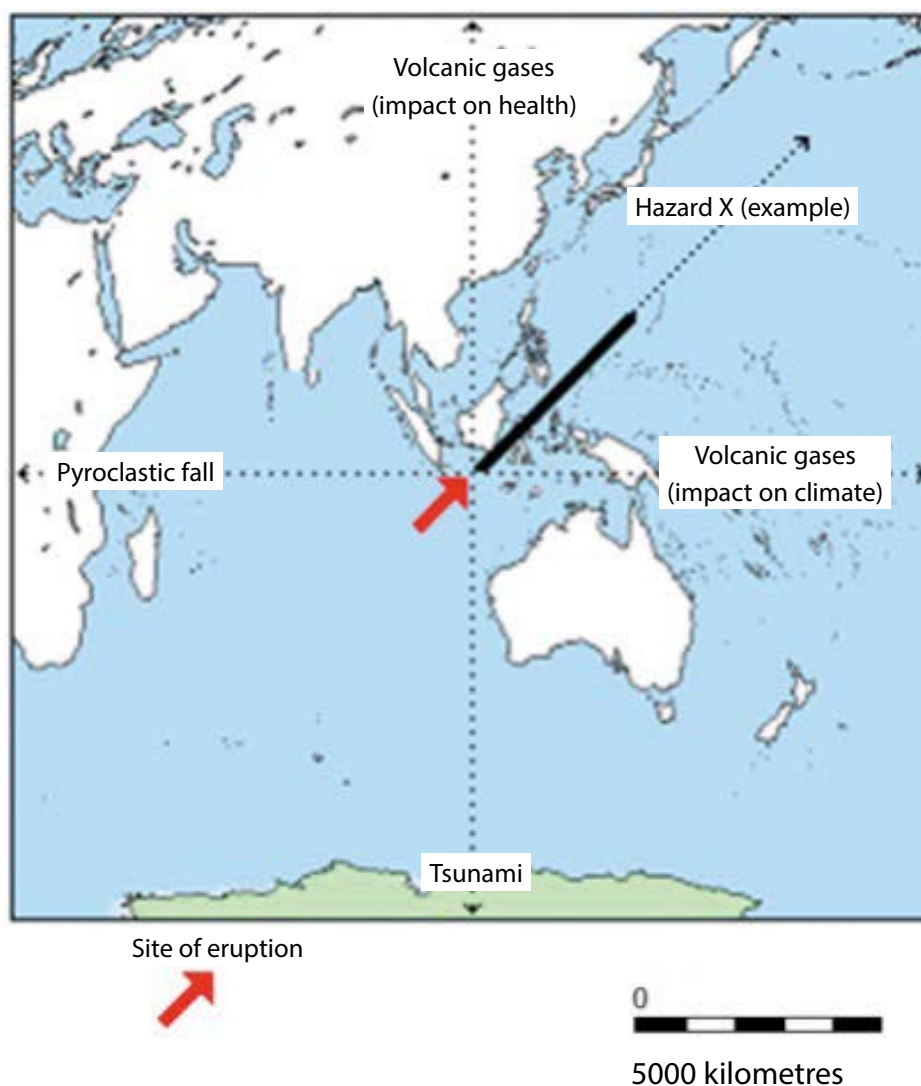 Volcanic gases
(impact on health)
Hazard X (example)
Pyroclastic fall
Volcanic gases
(impact on climate)
Tsunami
Site of eruption
0
5000 kilometres